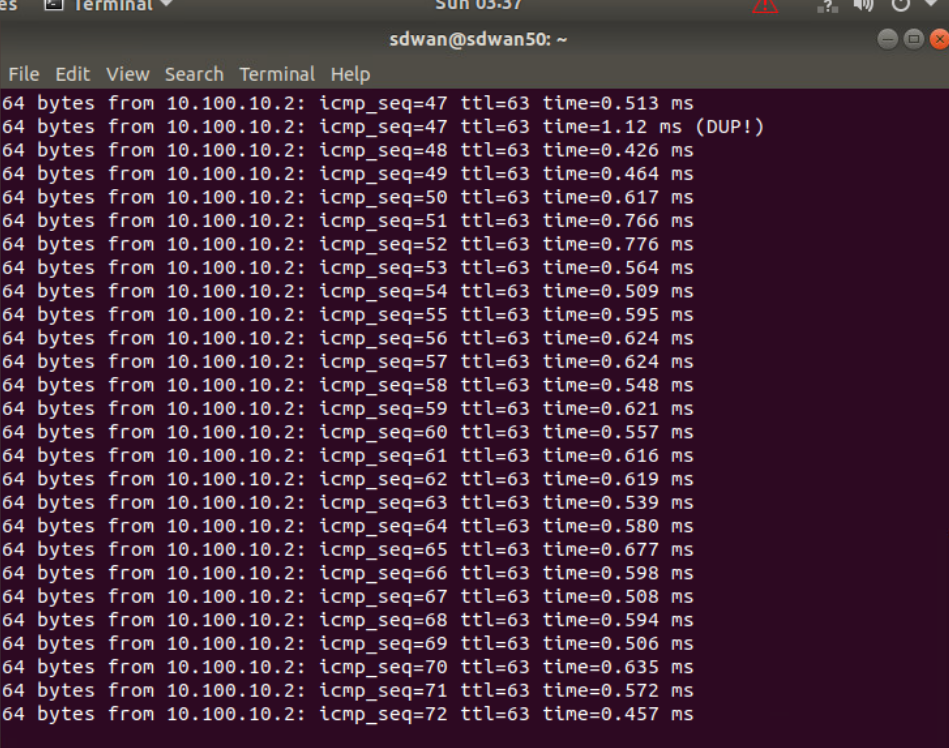 es Terminal Sun 03:37
sdwan@sdwan50: ~
File Edit View Search Terminal Help
64 bytes from 10.100.10.2: icmp_seq=47 ttl=63 time=0.513 ms
64 bytes from 10.100.10.2: icmp_seq=47 ttl=63 time=1.12 ms (DUP!)
64 bytes from 10.100.10.2: icmp_seq=48 ttl=63 time=0.426 ms
64 bytes from 10.100.10.2: icmp_seq=49 ttl=63 time=0.464 ms
64 bytes from 10.100.10.2: icmp_seq=50 ttl=63 time=0.617 ms
64 bytes from 10.100.10.2: icmp_seq=51 ttl=63 time=0.766 ms
64 bytes from 10.100.10.2: icmp_seq=52 ttl=63 time=0.776 ms
64 bytes from 10.100.10.2: icmp_seq=53 ttl=63 time=0.564 ms
64 bytes from 10.100.10.2: icmp_seq=54 ttl=63 time=0.509 ms
64 bytes from 10.100.10.2: icmp_seq=55 ttl=63 time=0.595 ms
64 bytes from 10.100.10.2: icmp_seq=56 ttl=63 time=0.624 ms
64 bytes from 10.100.10.2: icmp_seq=57 ttl=63 time=0.624 ms
64 bytes from 10.100.10.2: icmp_seq=58 ttl=63 time=0.548 ms
64 bytes from 10.100.10.2: icmp_seq=59 ttl=63 time=0.621 ms
64 bytes from 10.100.10.2: icmp_seq=60 ttl=63 time=0.557 ms
64 bytes from 10.100.10.2: icmp_seq=61 ttl=63 time=0.616 ms
64 bytes from 10.100.10.2: icmp_seq=62 ttl=63 time=0.619 ms
64 bytes from 10.100.10.2: icmp_seq=63 ttl=63 time=0.539 ms
64 bytes from 10.100.10.2: icmp_seq=64 ttl=63 time=0.580 ms
64 bytes from 10.100.10.2: icmp_seq=65 ttl=63 time=0.677 ms
64 bytes from 10.100.10.2: icmp_seq=66 ttl=63 time=0.598 ms
64 bytes from 10.100.10.2: icmp_seq=67 ttl=63 time=0.508 ms
64 bytes from 10.100.10.2: icmp_seq=68 ttl=63 time=0.594 ms
64 bytes from 10.100.10.2: icmp_seq=69 ttl=63 time=0.506 ms
64 bytes from 10.100.10.2: icmp_seq=70 ttl=63 time=0.635 ms
64 bytes from 10.100.10.2: icmp_seq=71 ttl=63 time=0.572 ms
64 bytes from 10.100.10.2: icmp_seq=72 ttl=63 time=0.457 ms